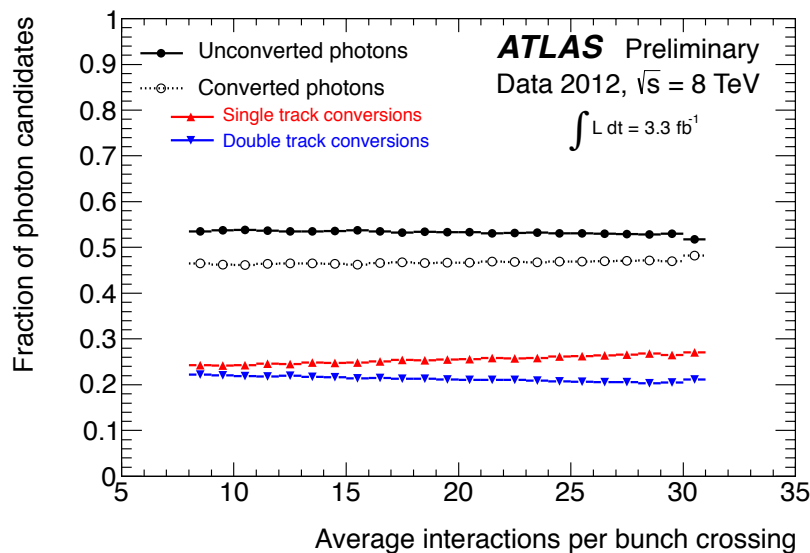 Fraction of photon candidates
1
0.9
0.8
0.7
0.6
0.5
0.4
0.3
0.2
0.1
0
Unconverted photons
Converted photons
Single track conversions
Double track conversions
ATLAS Preliminary
Data 2012, √s = 8 TeV
∫ L dt = 3.3 fb⁻¹
5 10 15 20 25 30 35
Average interactions per bunch crossing